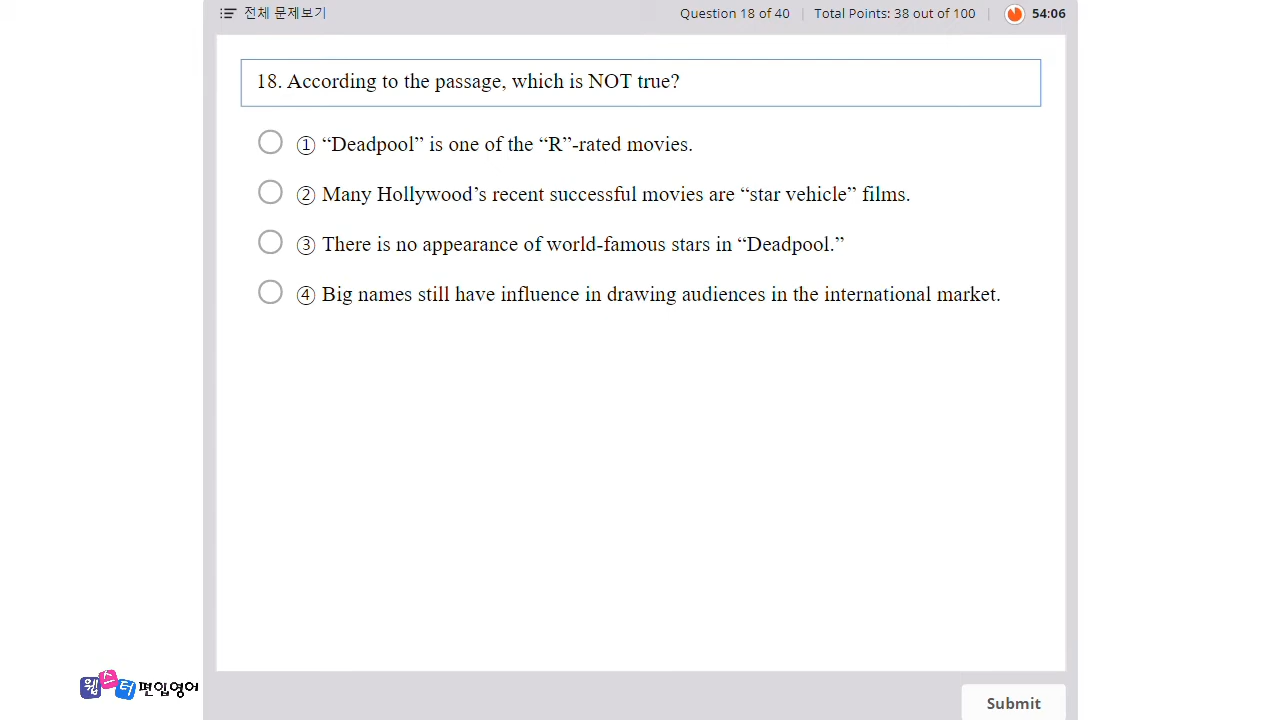 전체 문제보기
Question 18 of 40 | Total Points: 38 out of 100 | 54:06
18. According to the passage, which is NOT true?
① “Deadpool” is one of the “R”-rated movies.
② Many Hollywood’s recent successful movies are “star vehicle” films.
③ There is no appearance of world-famous stars in “Deadpool.”
④ Big names still have influence in drawing audiences in the international market.
웹스터 편입영어
Submit